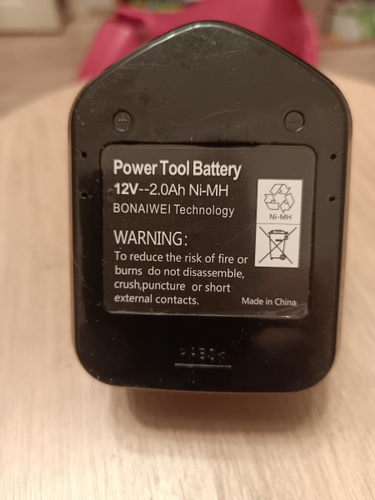 Power Tool Battery
12V--2.0Ah Ni-MH
BONAIWEI Technology
Ni-MH
WARNING:
To reduce the risk of fire or
burns do not disassemble,
crush,puncture or short
external contacts.
Made in China
>ABS<